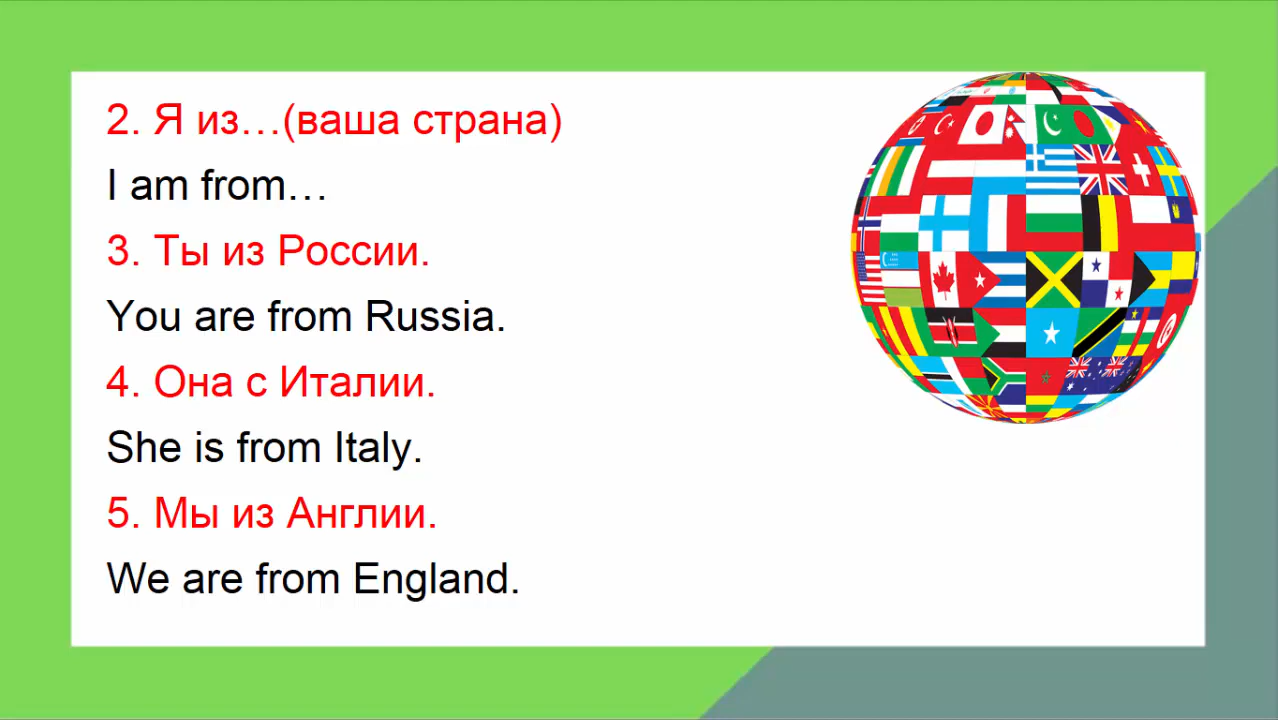 2. Я из…(ваша страна)
I am from…
3. Ты из России.
You are from Russia.
4. Она с Италии.
She is from Italy.
5. Мы из Англии.
We are from England.